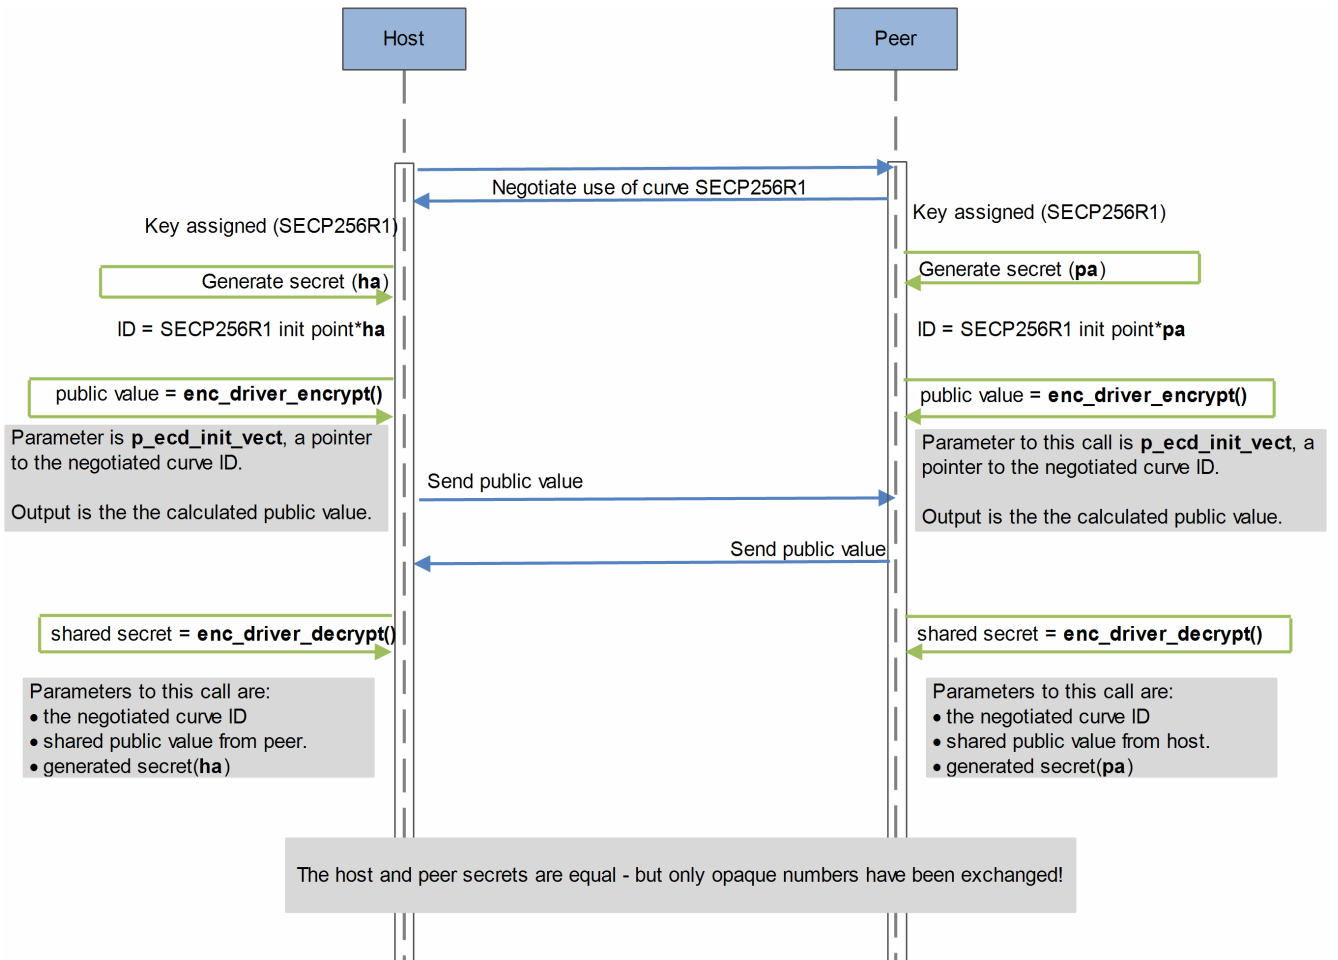 Host
Peer
Negotiate use of curve SECP256R1
Key assigned (SECP256R1)
Key assigned (SECP256R1)
Generate secret (ha)
Generate secret (pa)
ID = SECP256R1 init point*ha
ID = SECP256R1 init point*pa
public value = enc_driver_encrypt()
public value = enc_driver_encrypt()
Parameter is p_ecd_init_vect, a pointer
to the negotiated curve ID.
Output is the the calculated public value.
Parameter to this call is p_ecd_init_vect, a
pointer to the negotiated curve ID.
Output is the the calculated public value.
Send public value
Send public value
shared secret = enc_driver_decrypt()
shared secret = enc_driver_decrypt()
Parameters to this call are:
• the negotiated curve ID
• shared public value from peer.
• generated secret(ha)
Parameters to this call are:
• the negotiated curve ID
• shared public value from host.
• generated secret(pa)
The host and peer secrets are equal - but only opaque numbers have been exchanged!